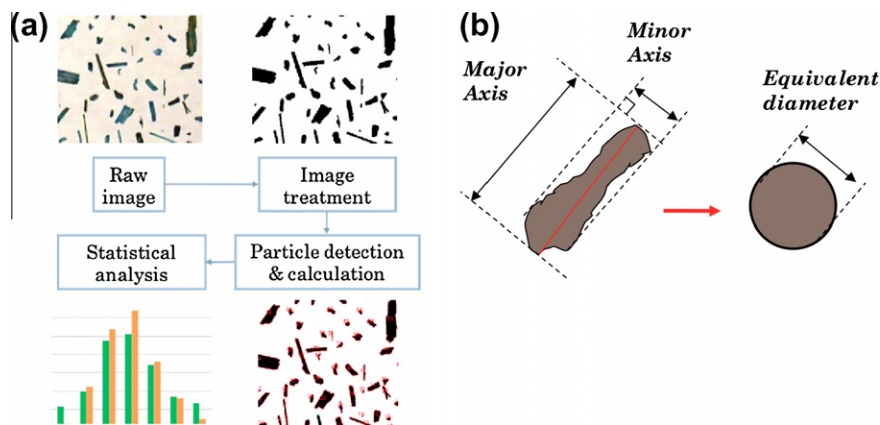 (a)
Raw
image
Image
treatment
Statistical
analysis
Particle detection
& calculation
(b)
Major
Axis
Minor
Axis
Equivalent
diameter